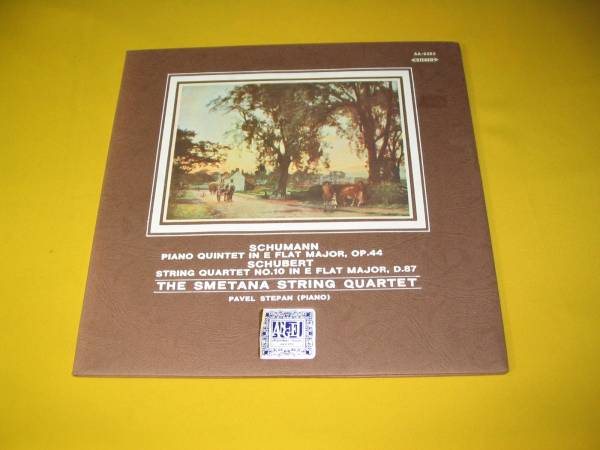 STEREO
SCHUMANN
PIANO QUINTET IN E FLAT MAJOR, OP.44
SCHUBERT
STRING QUARTET NO.10 IN E FLAT MAJOR, D.87
THE SMETANA STRING QUARTET
PAVEL STEPAN (PIANO)